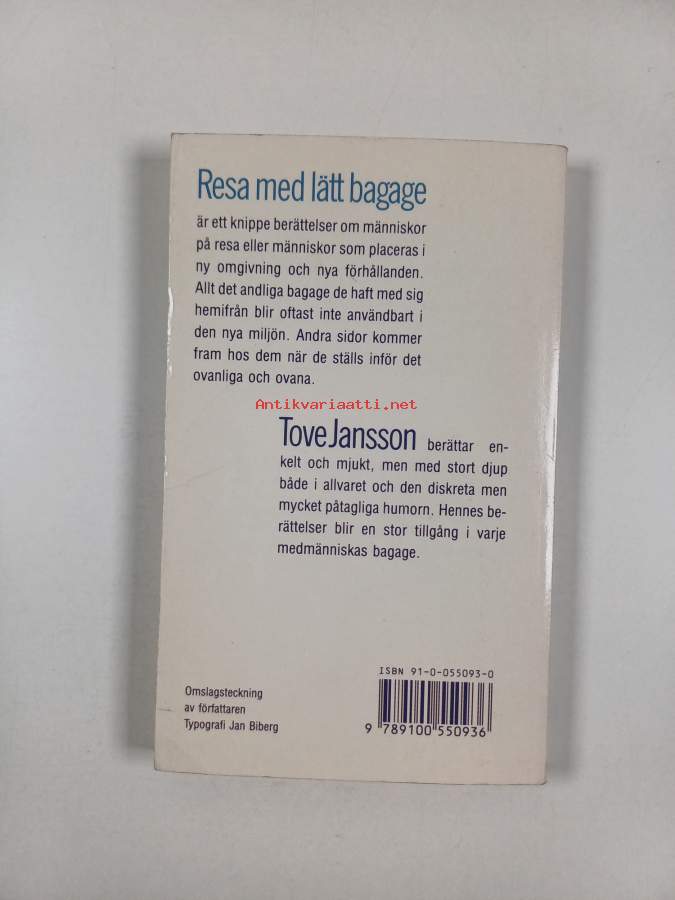 Resa med lätt bagage
är ett knippe berättelser om människor
på resa eller människor som placeras i
ny omgivning och nya förhållanden.
Allt det andliga bagage de haft med sig
hemifrån blir oftast inte användbart i
den nya miljön. Andra sidor kommer
fram hos dem när de ställs inför det
ovanliga och ovana.
Antikvariaatti.net
Tove Jansson berättar en-
kelt och mjukt, men med stort djup
både i allvaret och den diskreta men
mycket påtagliga humorn. Hennes be-
rättelser blir en stor tillgång i varje
medmänniskas bagage.
ISBN 91-0-055093-0
9 789100 550936
Omslagsteckning
av författaren
Typografi Jan Biberg